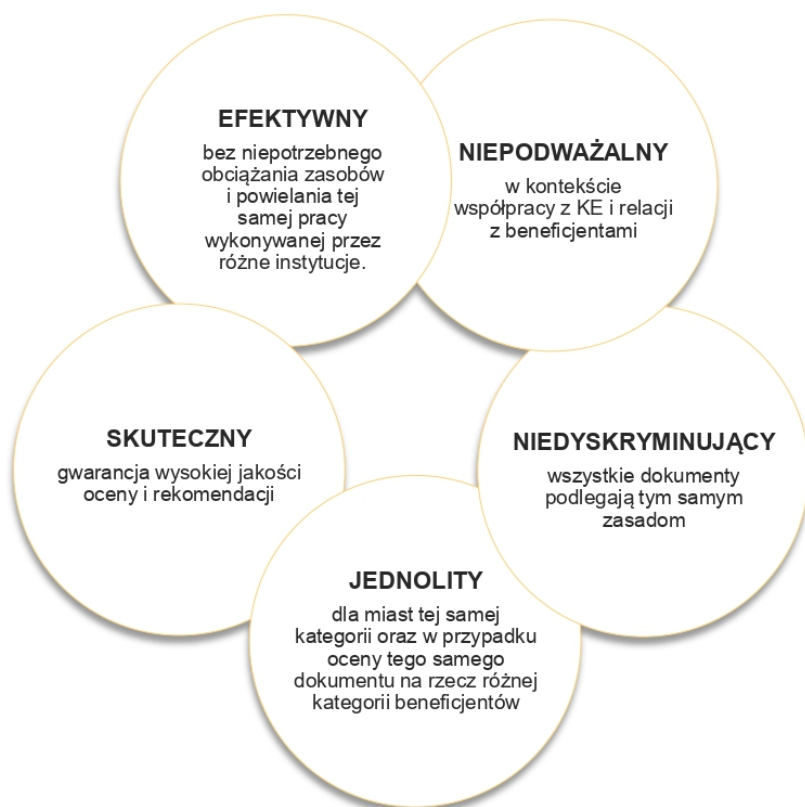 EFEKTYWNY
bez niepotrzebnego
obciążania zasobów
i powielania tej
samej pracy
wykonywanej przez
różne instytucje.
NIEPODWAŻALNY
w kontekście
współpracy z KE i relacji
z beneficjentami
SKUTECZNY
gwarancja wysokiej jakości
oceny i rekomendacji
NIEDYSKRYMINUJĄCY
wszystkie dokumenty
podlegają tym samym
zasadom
JEDNOLITY
dla miast tej samej
kategorii oraz w przypadku
oceny tego samego
dokumentu na rzecz różnej
kategorii beneficjentów